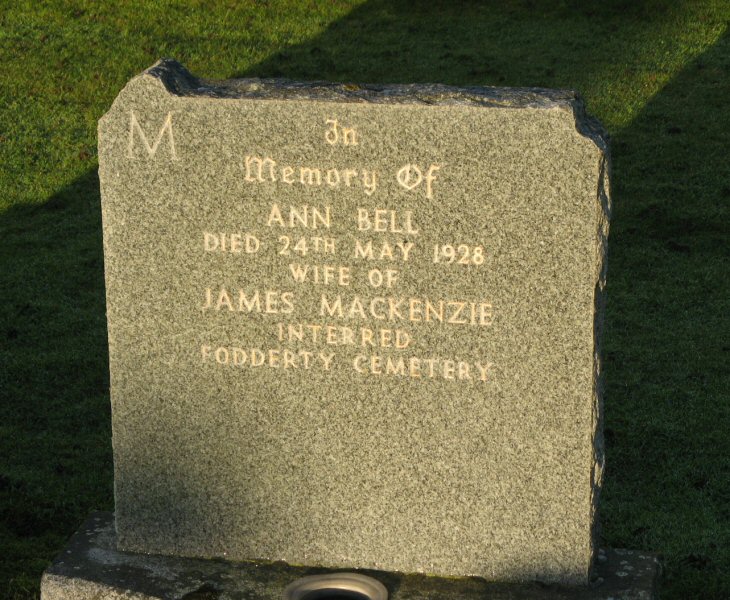 M
In
Memory Of
ANN BELL
DIED 24TH MAY 1928
WIFE OF
JAMES MACKENZIE
INTERRED
FODDERTY CEMETERY